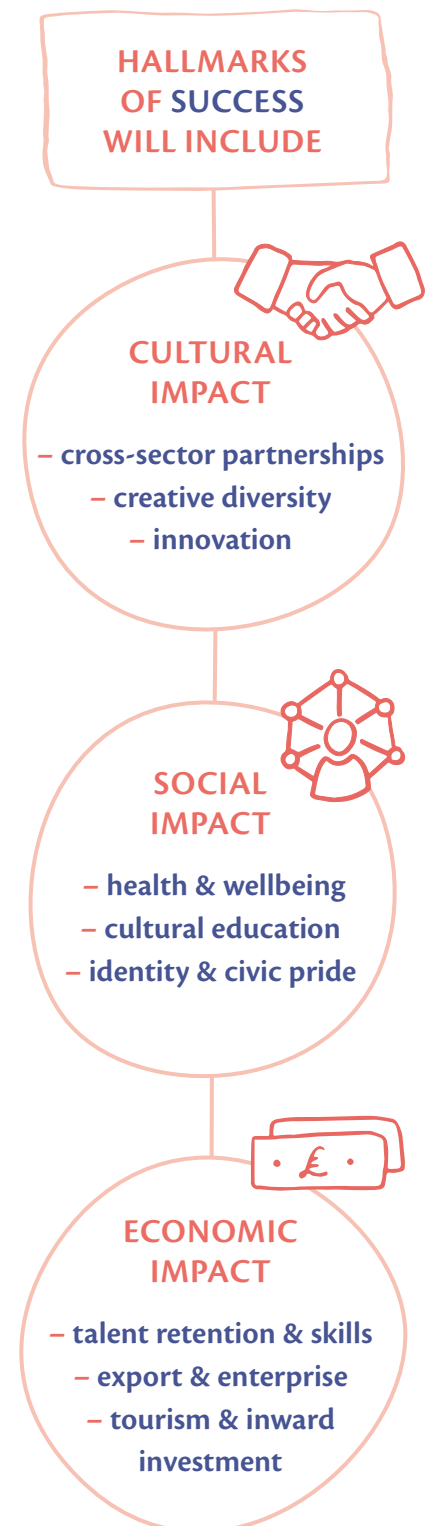 HALLMARKS
OF SUCCESS
WILL INCLUDE
CULTURAL
IMPACT
– cross-sector partnerships
– creative diversity
– innovation
SOCIAL
IMPACT
– health & wellbeing
– cultural education
– identity & civic pride
£
ECONOMIC
IMPACT
– talent retention & skills
– export & enterprise
– tourism & inward
investment